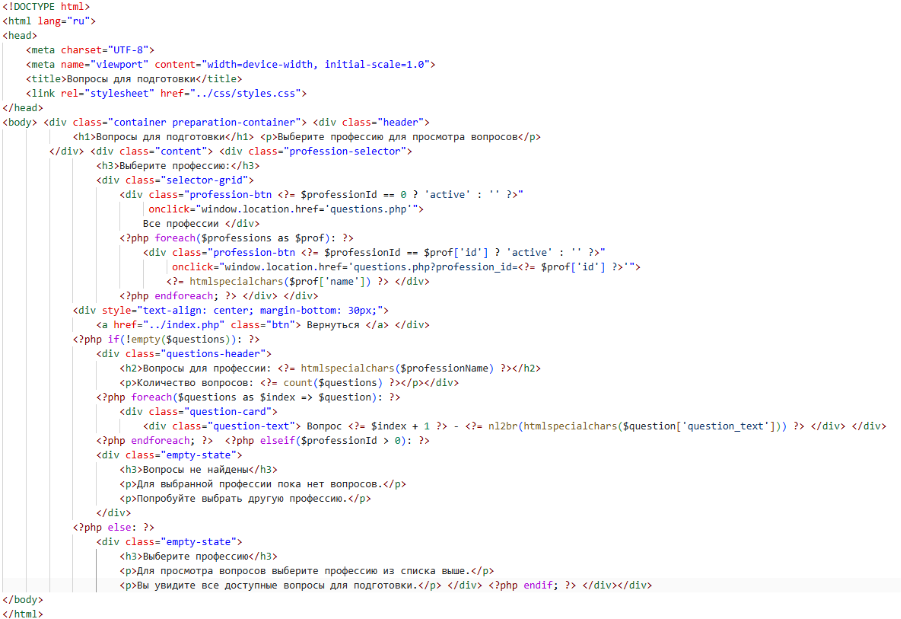 <!DOCTYPE html>
<html lang="ru">
<head>
    <meta charset="UTF-8">
    <meta name="viewport" content="width=device-width, initial-scale=1.0">
    <title>Вопросы для подготовки</title>
    <link rel="stylesheet" href="../css/styles.css">
</head>
<body> <div class="container preparation-container"> <div class="header">
            <h1>Вопросы для подготовки</h1> <p>Выберите профессию для просмотра вопросов</p>
        </div> <div class="content"> <div class="profession-selector">
                <h3>Выберите профессию:</h3>
                <div class="selector-grid">
                    <div class="profession-btn <?= $professionId == 0 ? 'active' : '' ?>"
                         onclick="window.location.href='questions.php'">
                        Все профессии </div>
                    <?php foreach($professions as $prof): ?>
                        <div class="profession-btn <?= $professionId == $prof['id'] ? 'active' : '' ?>"
                             onclick="window.location.href='questions.php?profession_id=<?= $prof['id'] ?>'">
                            <?= htmlspecialchars($prof['name']) ?> </div>
                    <?php endforeach; ?> </div> </div>
            <div style="text-align: center; margin-bottom: 30px;">
                <a href="../index.php" class="btn"> Вернуться </a> </div>
            <?php if(!empty($questions)): ?>
                <div class="questions-header">
                    <h2>Вопросы для профессии: <?= htmlspecialchars($professionName) ?></h2>
                    <p>Количество вопросов: <?= count($questions) ?></p></div>
                <?php foreach($questions as $index => $question): ?>
                    <div class="question-card">
                        <div class="question-text"> Вопрос <?= $index + 1 ?> - <?= nl2br(htmlspecialchars($question['question_text'])) ?> </div> </div>
                <?php endforeach; ?>  <?php elseif($professionId > 0): ?>
                <div class="empty-state">
                    <h3>Вопросы не найдены</h3>
                    <p>Для выбранной профессии пока нет вопросов.</p>
                    <p>Попробуйте выбрать другую профессию.</p>
                </div>
            <?php else: ?>
                <div class="empty-state">
                    <h3>Выберите профессию</h3>
                    <p>Для просмотра вопросов выберите профессию из списка выше.</p>
                    <p>Вы увидите все доступные вопросы для подготовки.</p> </div> <?php endif; ?> </div></div>
</body>
</html>